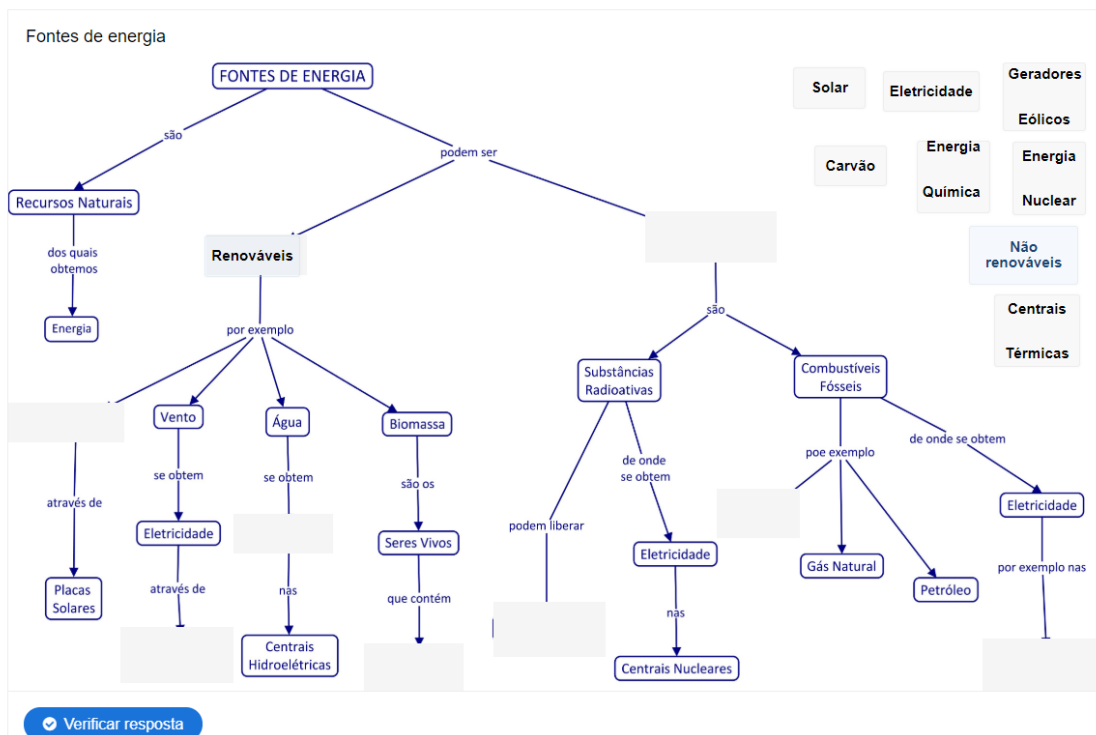 Fontes de energia
FONTES DE ENERGIA
são
podem ser
Recursos Naturais
dos quais
obtemos
Energia
Renováveis
por exemplo
Vento
Água
Biomassa
através de
se obtem
se obtem
são os
Eletricidade
Seres Vivos
Placas
Solares
através de
nas
que contém
Centrais
Hidroelétricas
são
Substâncias
Radioativas
Combustíveis
Fósseis
podem liberar
de onde
se obtem
poe exemplo
de onde se obtem
Eletricidade
Eletricidade
Gás Natural
Petróleo
por exemplo nas
nas
Centrais Nucleares
Solar
Eletricidade
Geradores
Eólicos
Carvão
Energia
Química
Energia
Nuclear
Não
renováveis
Centrais
Térmicas
Verificar resposta